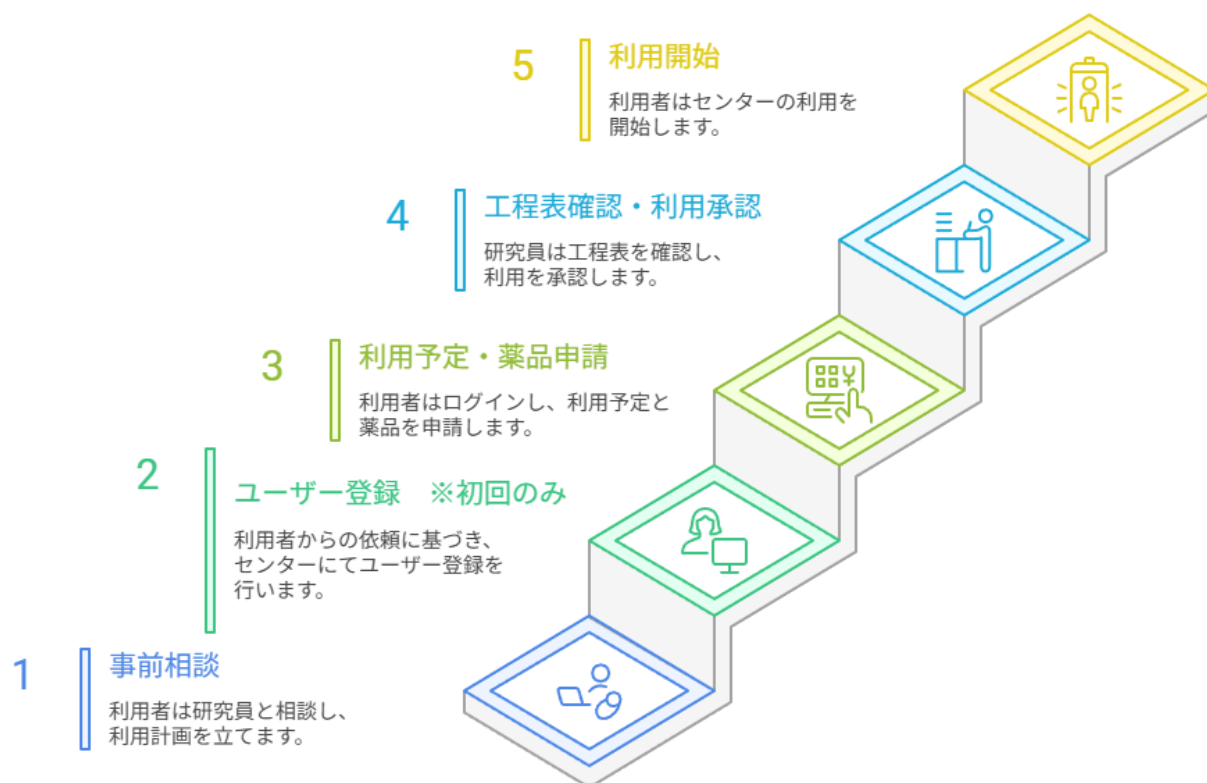 5
利用開始
利用者はセンターの利用を
開始します。
4
工程表確認・利用承認
研究員は工程表を確認し、
利用を承認します。
3
利用予定・薬品申請
利用者はログインし、利用予定と
薬品を申請します。
¥
2
ユーザー登録　※初回のみ
利用者からの依頼に基づき、
センターにてユーザー登録を
行います。
1
事前相談
利用者は研究員と相談し、
利用計画を立てます。